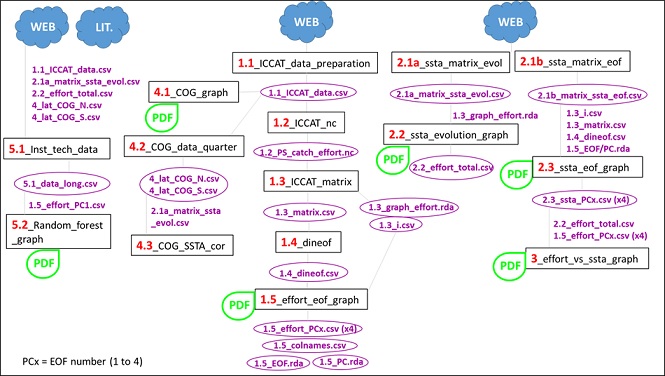 WEB
LIT.
WEB
WEB
1.1_ICCAT_data.csv
2.1a_matrix_ssta_evol.csv
2.2_effort_total.csv
4_lat_COG_N.csv
4_lat_COG_S.csv
5.1_Inst_tech_data
5.1_data_long.csv
1.5_effort_PC1.csv
5.2_Random_forest
_graph
PDF
4.1_COG_graph
PDF
4.2_COG_data_quarter
4_lat_COG_N.csv
4_lat_COG_S.csv
2.1a_matrix_ssta
_evol.csv
4.3_COG_SSTA_cor
1.1_ICCAT_data_preparation
1.1_ICCAT_data.csv
1.2_ICCAT_nc
1.2_PS_catch_effort.nc
1.3_ICCAT_matrix
1.3_matrix.csv
1.3_graph_effort.rda
1.3_i.csv
1.4_dineof
1.4_dineof.csv
PDF
1.5_effort_eof_graph
1.5_effort_PCx.csv (x4)
1.5_colnames.csv
1.5_EOF.rda
1.5_PC.rda
2.1a_ssta_matrix_evol
2.1a_matrix_ssta_evol.csv
1.3_graph_effort.rda
2.2_ssta_evolution_graph
PDF
2.2_effort_total.csv
2.1b_ssta_matrix_eof
2.1b_matrix_ssta_eof.csv
1.3_i.csv
1.3_matrix.csv
1.4_dineof.csv
1.5_EOF/PC.rda
2.3_ssta_eof_graph
PDF
2.3_ssta_PCx.csv (x4)
2.2_effort_total.csv
1.5_effort_PCx.csv (x4)
PDF
3_effort_vs_ssta_graph
PCx = EOF number (1 to 4)